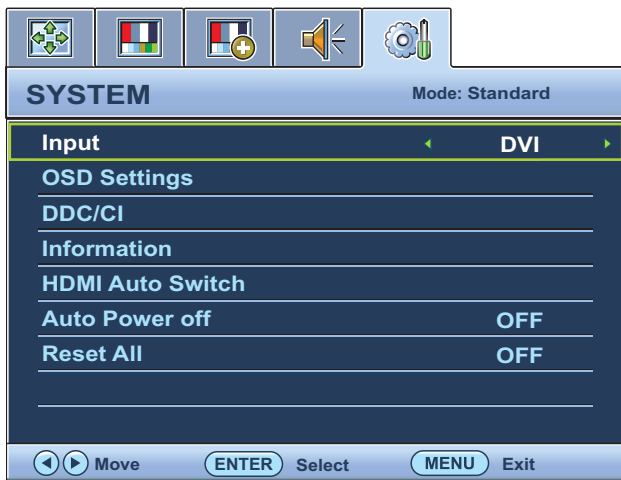 SYSTEM Mode: Standard
Input DVI
OSD Settings
DDC/CI
Information
HDMI Auto Switch
Auto Power off OFF
Reset All OFF
Move ENTER Select MENU Exit